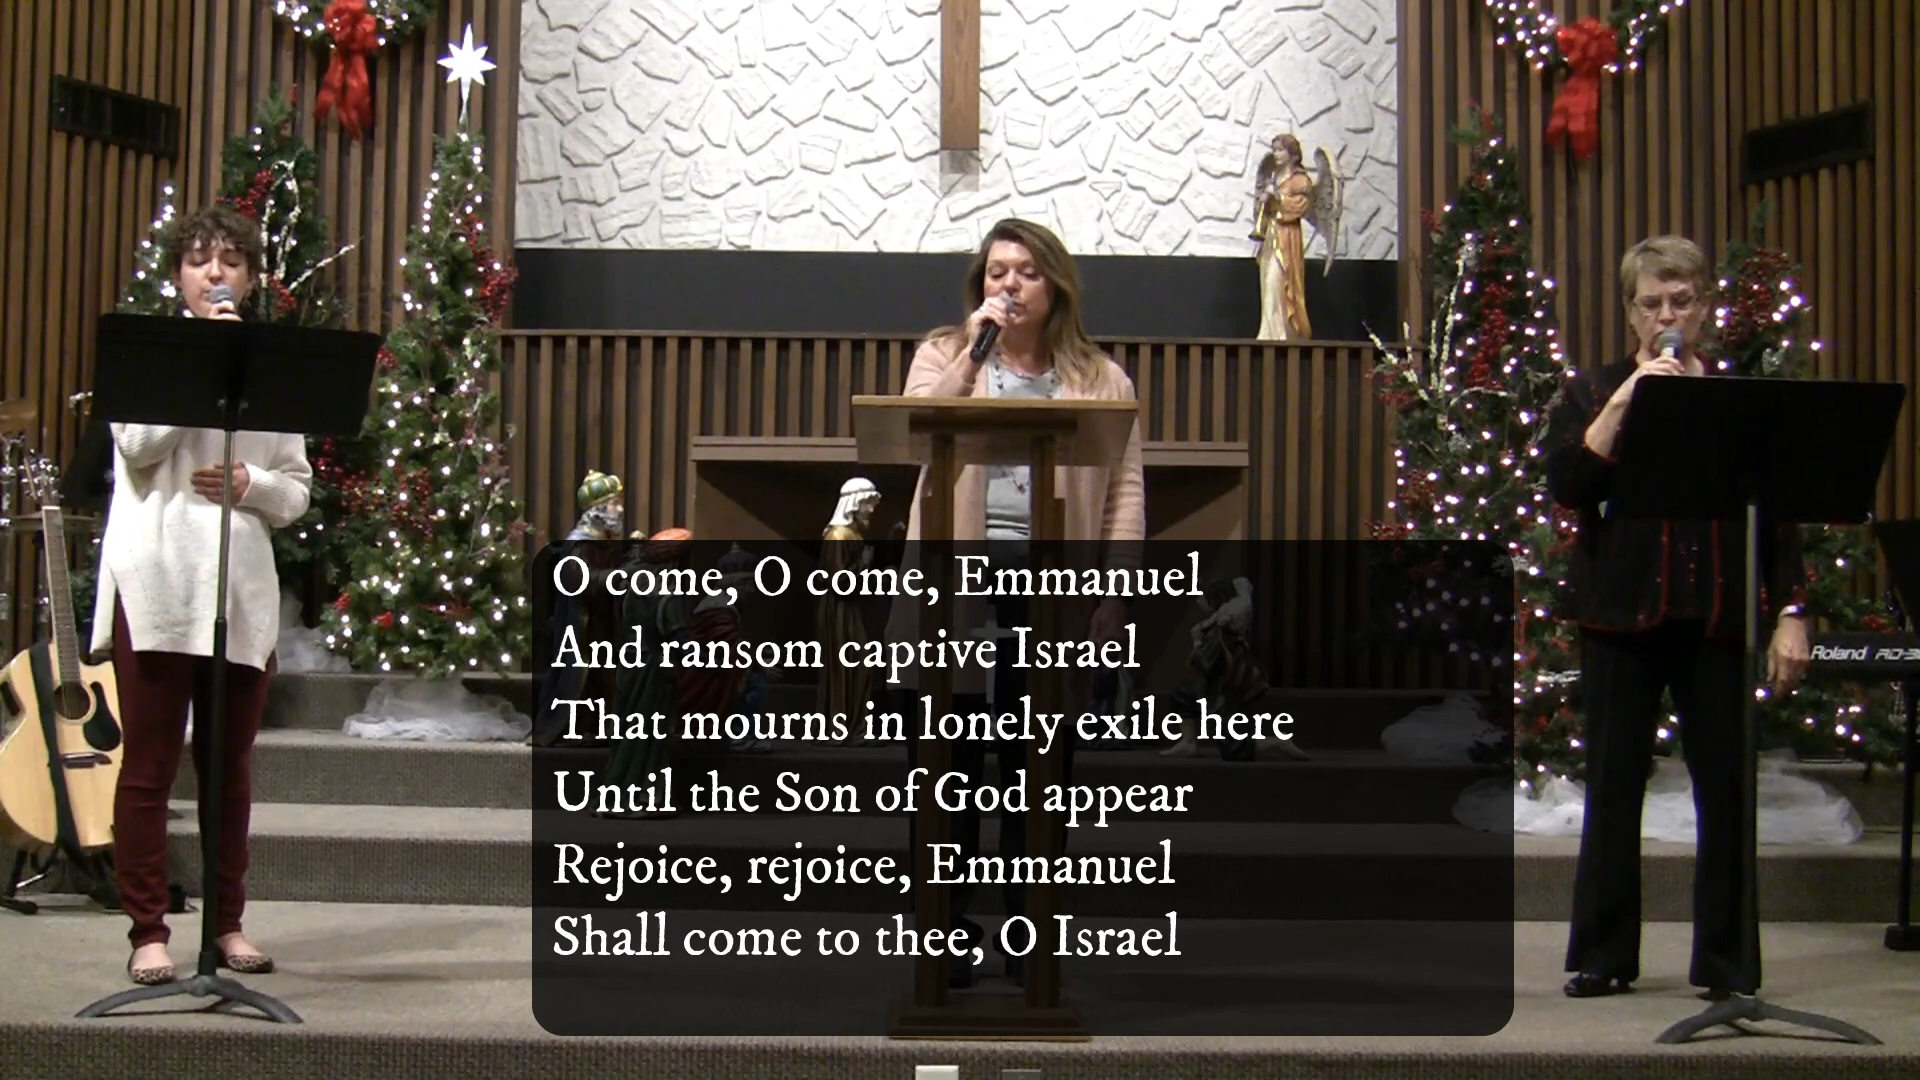 O come, O come, Emmanuel
And ransom captive Israel
That mourns in lonely exile here
Until the Son of God appear
Rejoice, rejoice, Emmanuel
Shall come to thee, O Israel
Roland